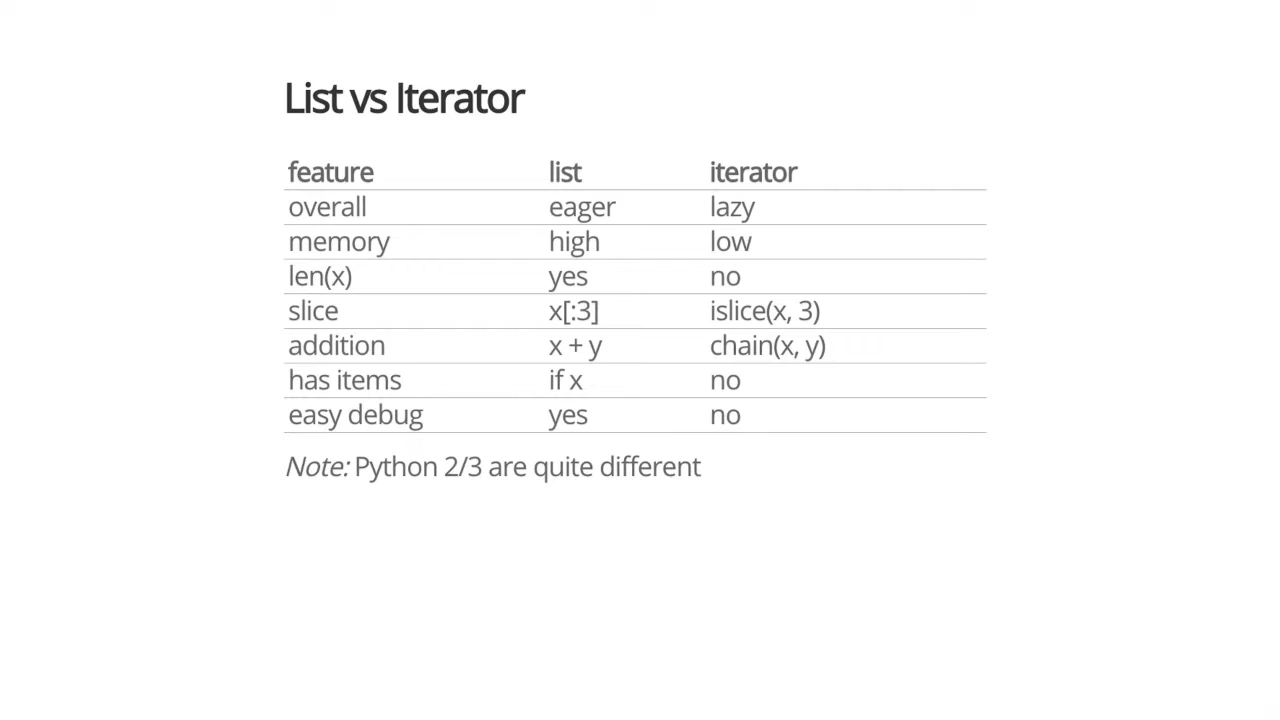 List vs Iterator
feature list iterator
overall eager lazy
memory high low
len(x) yes no
slice x[:3] islice(x, 3)
addition x + y chain(x, y)
has items if x no
easy debug yes no
Note: Python 2/3 are quite different